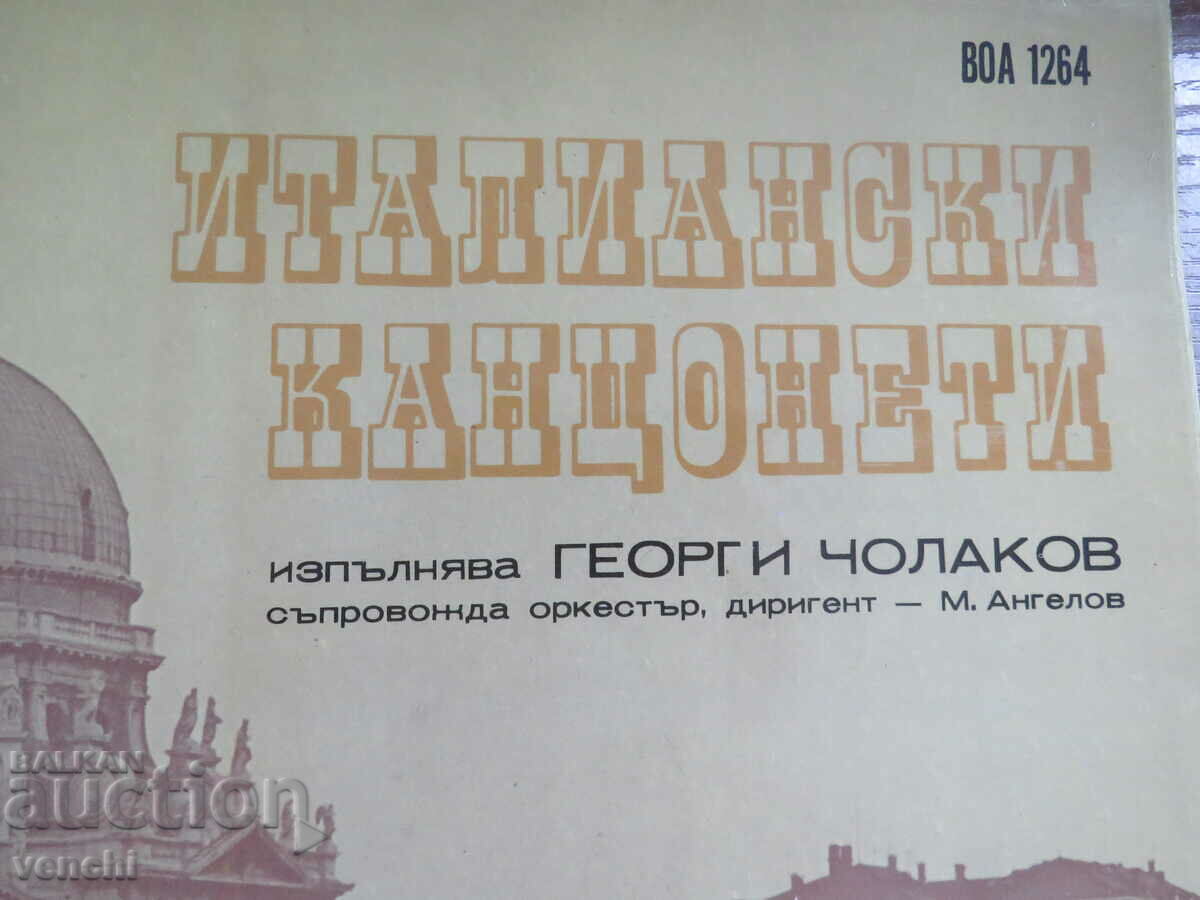 ВОА 1264
ИТАЛИАНСКИ
КАНЦОНЕТИ
изпълнява ГЕОРГИ ЧОЛАКОВ
съпровожда оркестър, диригент — М. Ангелов
BALKAN
auction
venchi